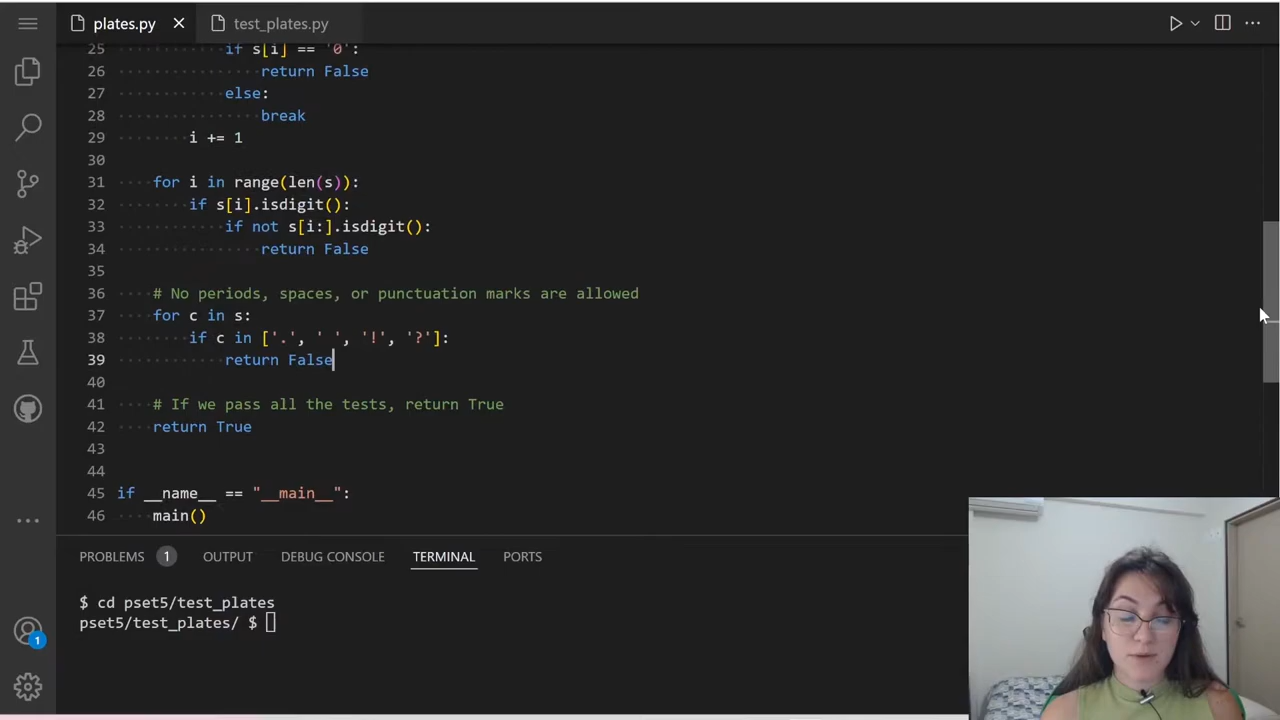 plates.py
test_plates.py
25 if s[i] == '0':
26 return False
27 else:
28 break
29 i += 1
30
31 for i in range(len(s)):
32 if s[i].isdigit():
33 if not s[i:].isdigit():
34 return False
35
36 # No periods, spaces, or punctuation marks are allowed
37 for c in s:
38 if c in ['.', ' ', '!', '?']:
39 return False
40
41 # If we pass all the tests, return True
42 return True
43
44
45 if __name__ == "__main__":
46 main()
PROBLEMS 1 OUTPUT DEBUG CONSOLE TERMINAL PORTS
$ cd pset5/test_plates
pset5/test_plates/ $
1